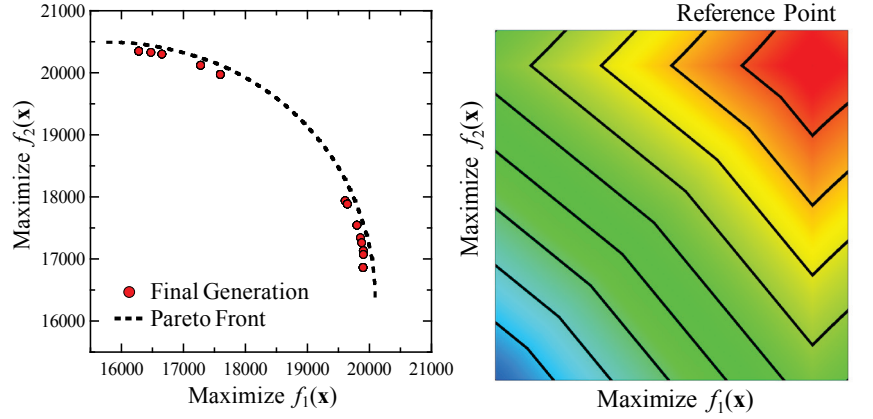 Reference Point
21000
20000
19000
18000
17000
16000
Maximize f₂(x)
Final Generation
Pareto Front
16000 17000 18000 19000 20000 21000
Maximize f₁(x)
Maximize f₂(x)
Maximize f₁(x)